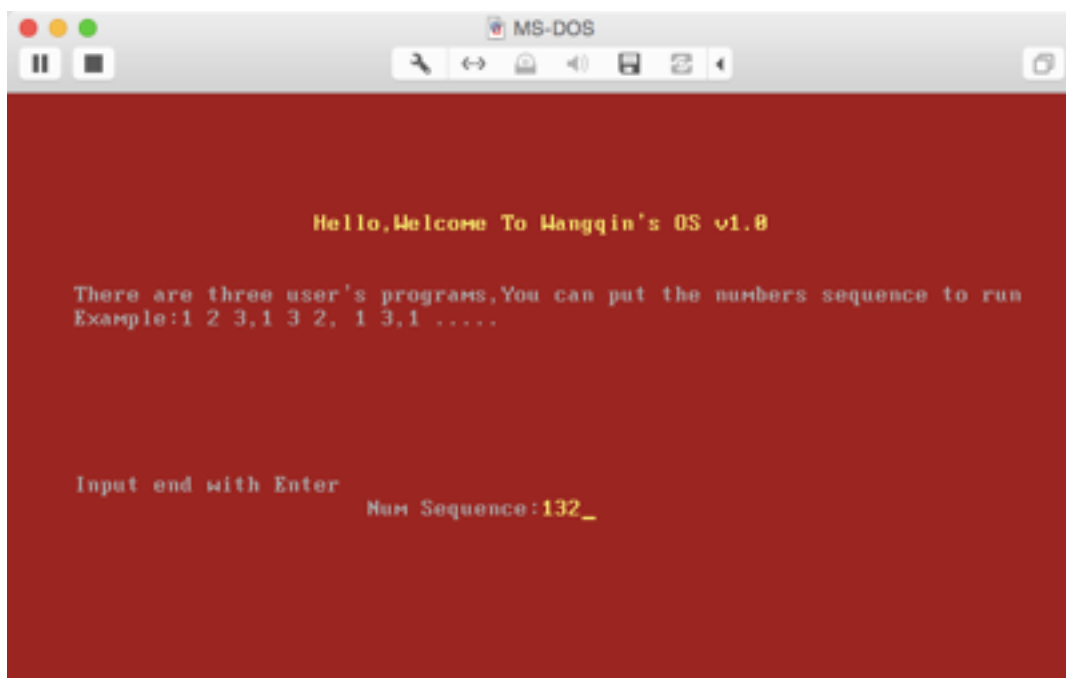 MS-DOS
Hello,Welcome To Wangqin's OS v1.0
There are three user's programs,You can put the numbers sequence to run
Example:1 2 3,1 3 2, 1 3,1 .....
Input end with Enter
Num Sequence:132_